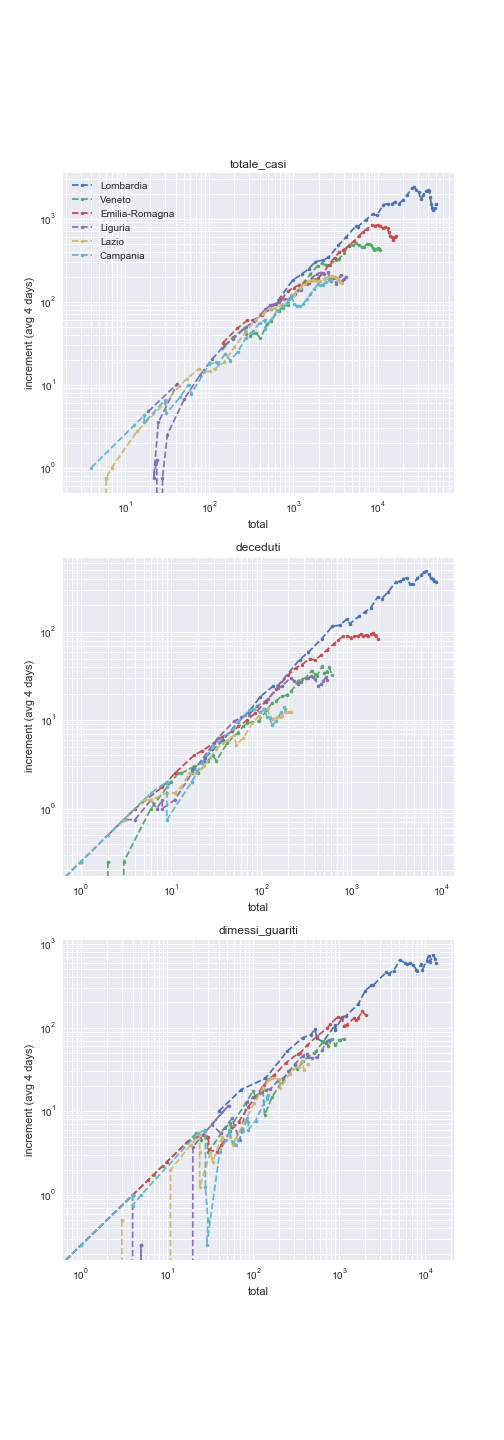 totale_casi
Lombardia
Veneto
Emilia-Romagna
Liguria
Lazio
Campania
increment (avg 4 days)
10³
10²
10¹
10⁰
10¹ 10² 10³ 10⁴
total
deceduti
increment (avg 4 days)
10²
10¹
10⁰
10⁰ 10¹ 10² 10³ 10⁴
total
dimessi_guariti
increment (avg 4 days)
10³
10²
10¹
10⁰
10⁰ 10¹ 10² 10³ 10⁴
total